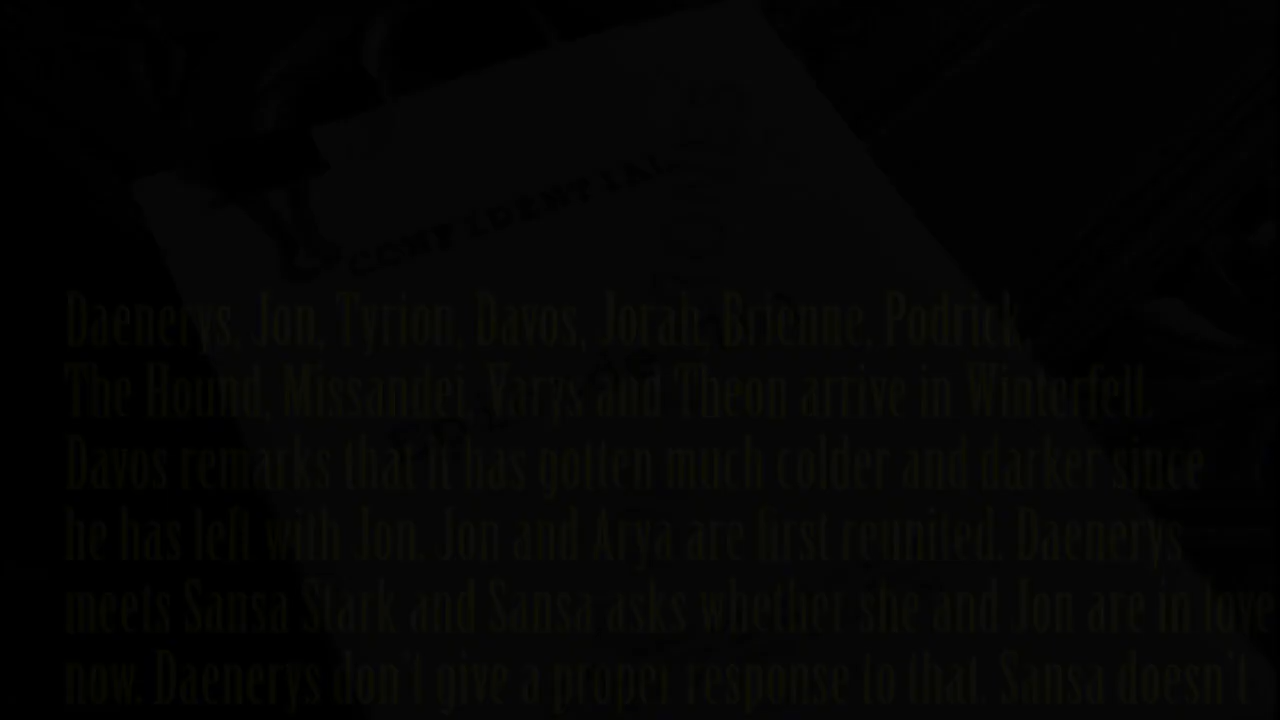 CONFIDENTIAL
Daenerys, Jon, Tyrion, Davos, Jorah, Brienne, Podrick,
The Hound, Missandei, Varys and Theon arrive in Winterfell.
Davos remarks that it has gotten much colder and darker since
he has left with Jon. Jon and Arya are first reunited. Daenerys
meets Sansa Stark and Sansa asks whether she and Jon are in love
now. Daenerys don't give a proper response to that. Sansa doesn't